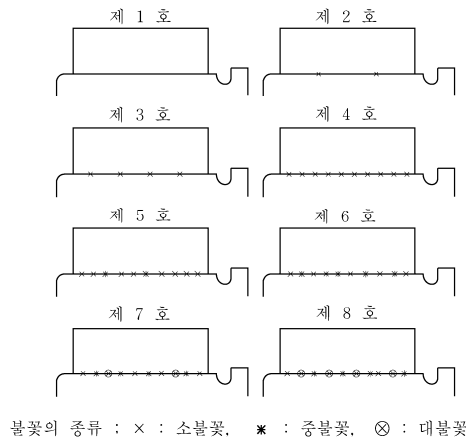 제 1 호 제 2 호
제 3 호 제 4 호
제 5 호 제 6 호
제 7 호 제 8 호
불꽃의 종류 : × : 소불꽃, ⁎ : 중불꽃, ⊗ : 대불꽃